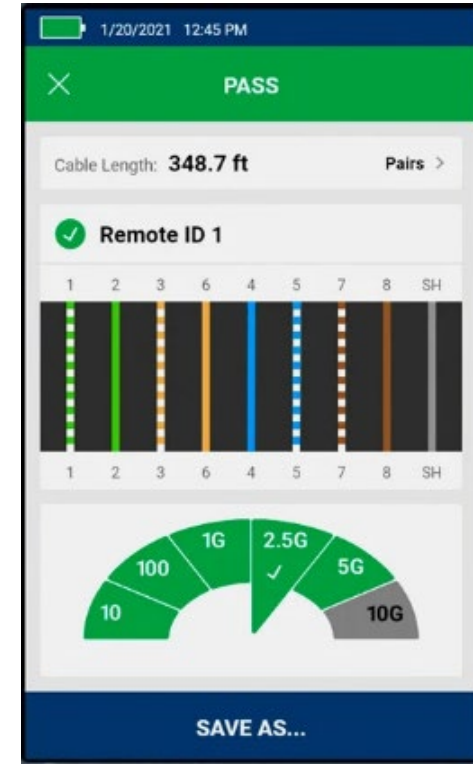 1/20/2021 12:45 PM
PASS
Cable Length: 348.7 ft Pairs >
Remote ID 1
1 2 3 6 4 5 7 8 SH
1 2 3 6 4 5 7 8 SH
10 100 1G 2.5G 5G 10G
SAVE AS...